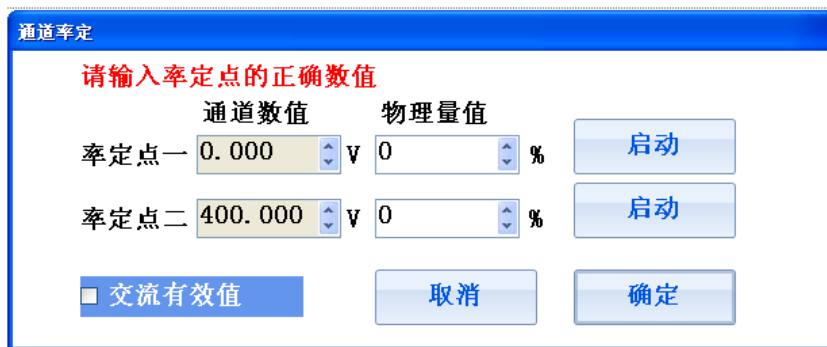 通道率定
请输入率定点的正确数值
通道数值 物理量值
率定点一 0.000 V 0 % 启动
率定点二 400.000 V 0 % 启动
交流有效值 取消 确定